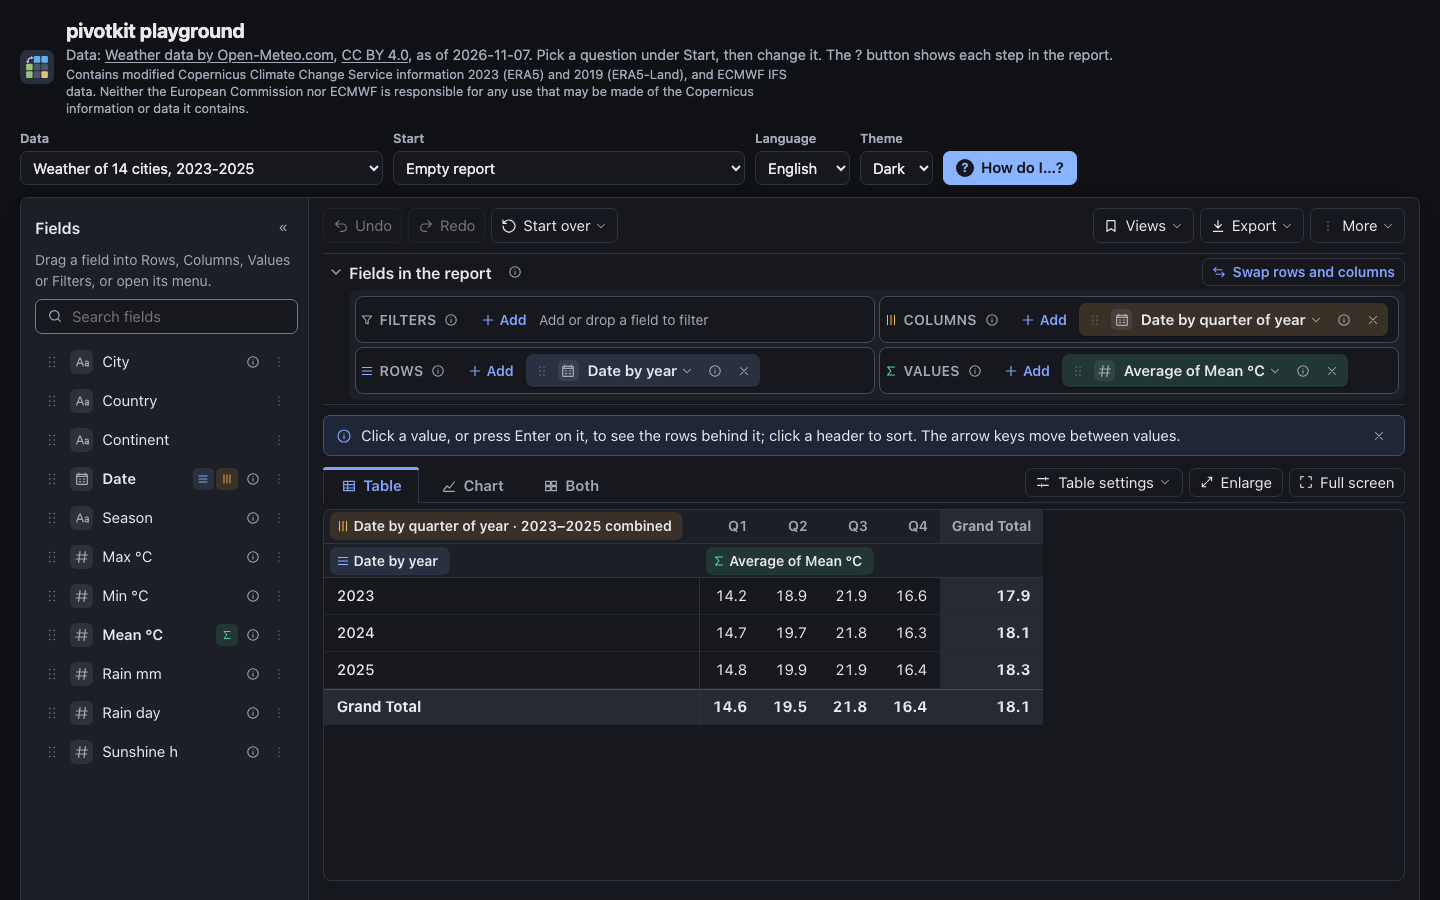 pivotkit playground
Data: Weather data by Open-Meteo.com, CC BY 4.0, as of 2026-11-07. Pick a question under Start, then change it. The ? button shows each step in the report.
Contains modified Copernicus Climate Change Service information 2023 (ERA5) and 2019 (ERA5-Land), and ECMWF IFS
data. Neither the European Commission nor ECMWF is responsible for any use that may be made of the Copernicus
information or data it contains.
Data Start Language Theme
Weather of 14 cities, 2023-2025 Empty report English Dark ? How do I...?
Fields «
Drag a field into Rows, Columns, Values
or Filters, or open its menu.
Search fields
Aa City
Aa Country
Aa Continent
Date
Aa Season
# Max °C
# Min °C
# Mean °C Σ
# Rain mm
# Rain day
# Sunshine h
Undo Redo Start over Views Export More
Fields in the report Swap rows and columns
FILTERS + Add Add or drop a field to filter
COLUMNS + Add Date by quarter of year
ROWS + Add Date by year
Σ VALUES + Add # Average of Mean °C
Click a value, or press Enter on it, to see the rows behind it; click a header to sort. The arrow keys move between values.
Table Chart Both Table settings Enlarge Full screen
Date by quarter of year · 2023–2025 combined Q1 Q2 Q3 Q4 Grand Total
Date by year Σ Average of Mean °C
2023 14.2 18.9 21.9 16.6 17.9
2024 14.7 19.7 21.8 16.3 18.1
2025 14.8 19.9 21.9 16.4 18.3
Grand Total 14.6 19.5 21.8 16.4 18.1